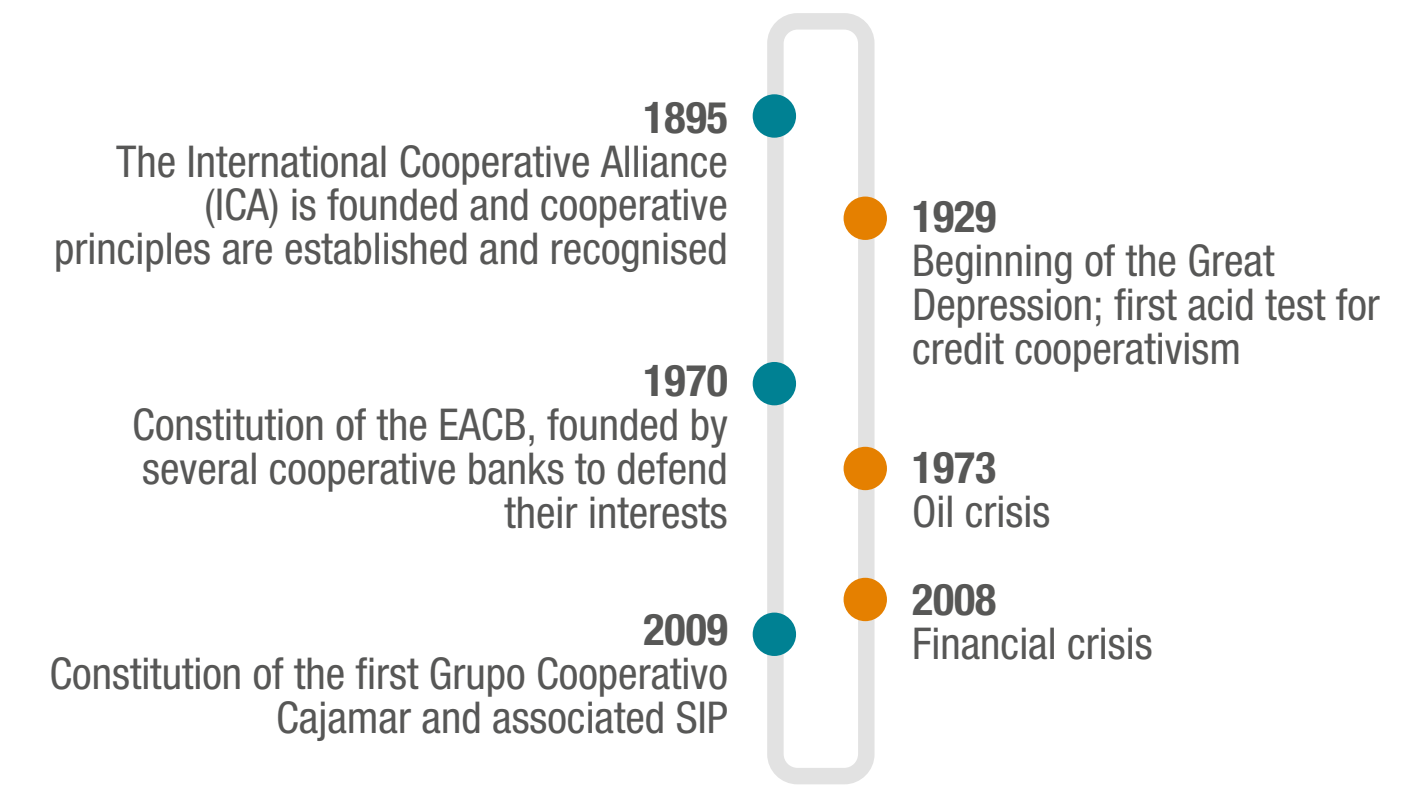 1895
The International Cooperative Alliance
(ICA) is founded and cooperative
principles are established and recognised
1929
Beginning of the Great
Depression; first acid test for
credit cooperativism
1970
Constitution of the EACB, founded by
several cooperative banks to defend
their interests
1973
Oil crisis
2008
Financial crisis
2009
Constitution of the first Grupo Cooperativo
Cajamar and associated SIP